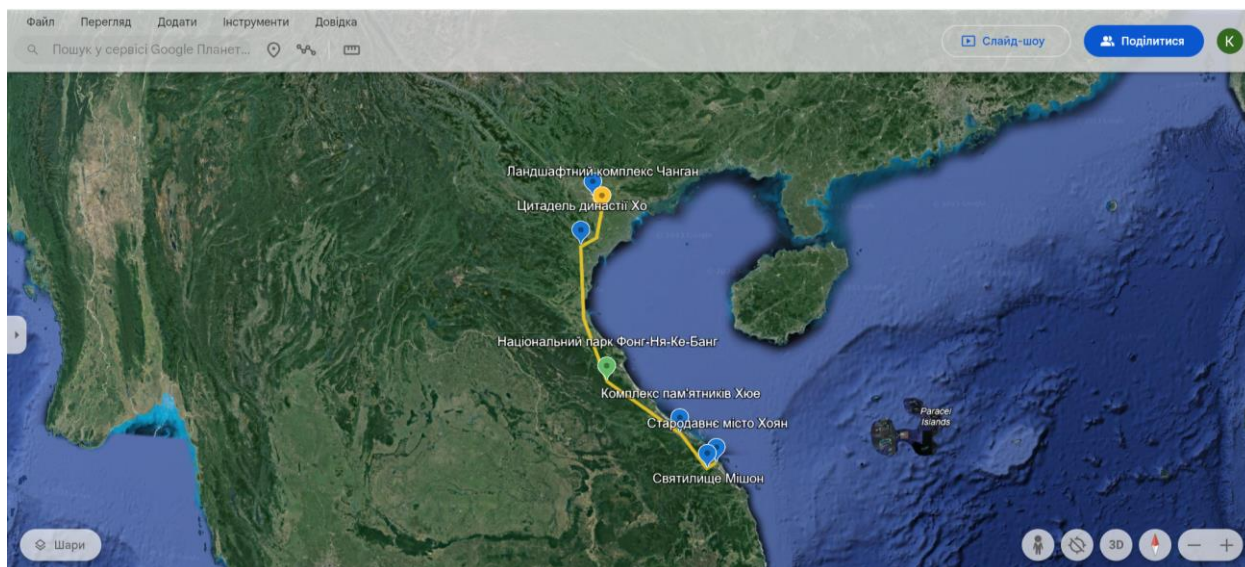 Файл Перегляд Додати Інструменти Довідка
Пошук у сервісі Google Планет...
Слайд-шоу
Поділитися
К
Ландшафтний комплекс Чанган
Цитадель династії Хо
Національний парк Фонг-Ня-Ке-Банг
Комплекс пам'ятників Хюе
Стародавнє місто Хоян
Святилище Мішон
Paracel
Islands
Шари
3D